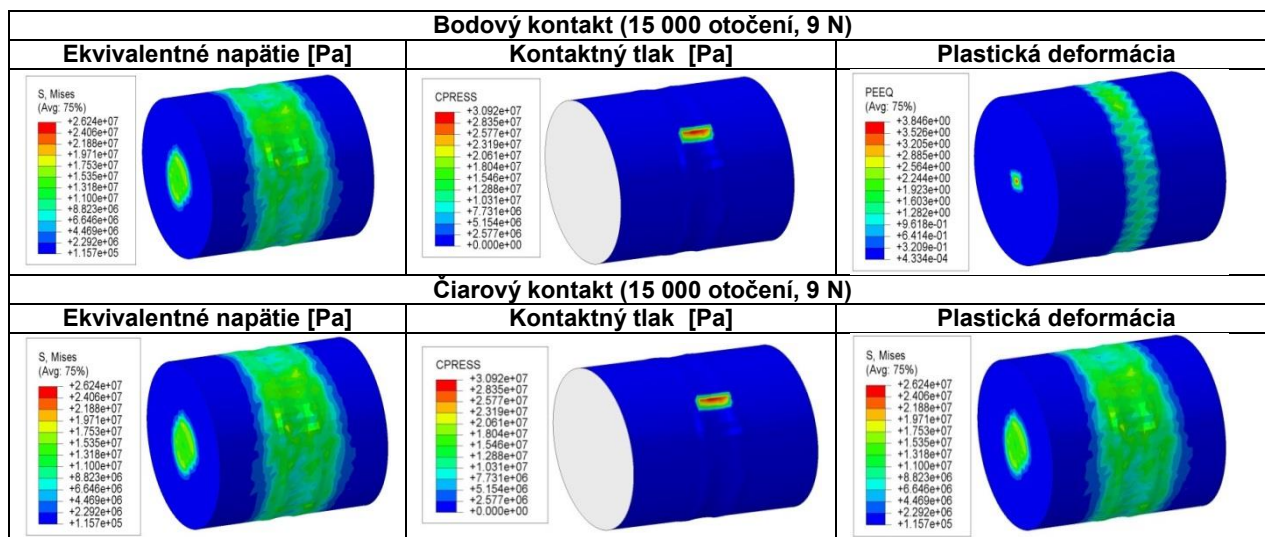 Bodový kontakt (15 000 otočení, 9 N)
Ekvivalentné napätie [Pa]
Kontaktný tlak [Pa]
Plastická deformácia
S, Mises
(Avg: 75%)
+2.624e+07
+2.406e+07
+2.188e+07
+1.971e+07
+1.753e+07
+1.535e+07
+1.318e+07
+1.100e+07
+8.823e+06
+6.646e+06
+4.469e+06
+2.292e+06
+1.157e+05
CPRESS
+3.092e+07
+2.835e+07
+2.577e+07
+2.319e+07
+2.061e+07
+1.804e+07
+1.546e+07
+1.288e+07
+1.031e+07
+7.731e+06
+5.154e+06
+2.577e+06
+0.000e+00
PEEQ
(Avg: 75%)
+3.846e+00
+3.526e+00
+3.205e+00
+2.885e+00
+2.564e+00
+2.244e+00
+1.923e+00
+1.603e+00
+1.282e+00
+9.618e-01
+6.414e-01
+3.209e-01
+4.334e-04
Čiarový kontakt (15 000 otočení, 9 N)
Ekvivalentné napätie [Pa]
Kontaktný tlak [Pa]
Plastická deformácia
S, Mises
(Avg: 75%)
+2.624e+07
+2.406e+07
+2.188e+07
+1.971e+07
+1.753e+07
+1.535e+07
+1.318e+07
+1.100e+07
+8.823e+06
+6.646e+06
+4.469e+06
+2.292e+06
+1.157e+05
CPRESS
+3.092e+07
+2.835e+07
+2.577e+07
+2.319e+07
+2.061e+07
+1.804e+07
+1.546e+07
+1.288e+07
+1.031e+07
+7.731e+06
+5.154e+06
+2.577e+06
+0.000e+00
S, Mises
(Avg: 75%)
+2.624e+07
+2.406e+07
+2.188e+07
+1.971e+07
+1.753e+07
+1.535e+07
+1.318e+07
+1.100e+07
+8.823e+06
+6.646e+06
+4.469e+06
+2.292e+06
+1.157e+05